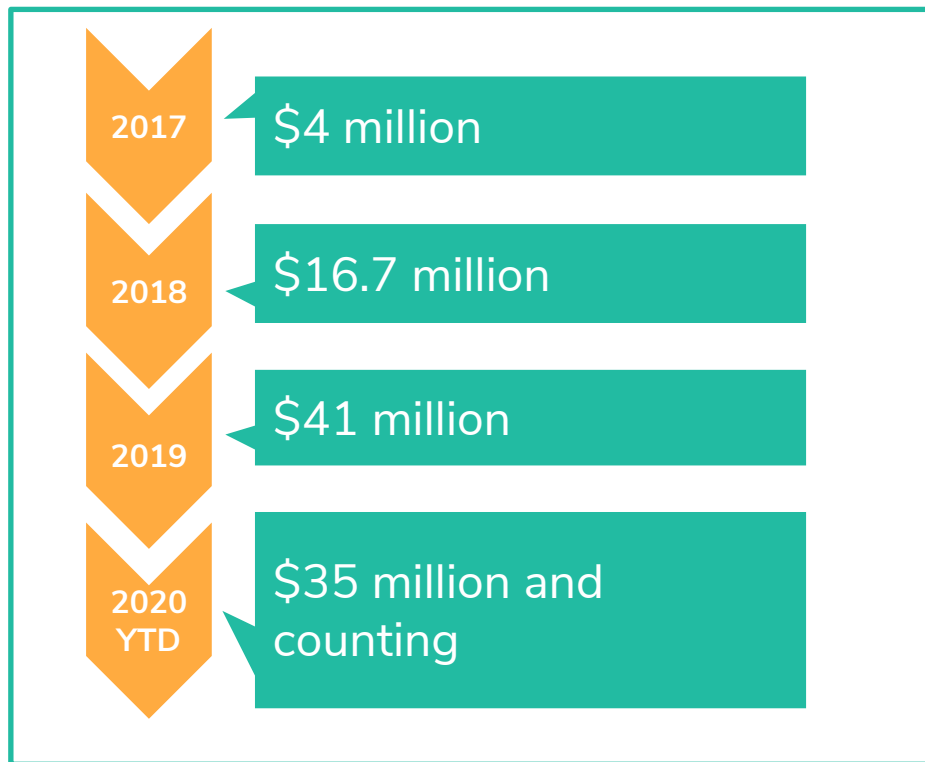 2017
$4 million
2018
$16.7 million
2019
$41 million
2020
YTD
$35 million and
counting